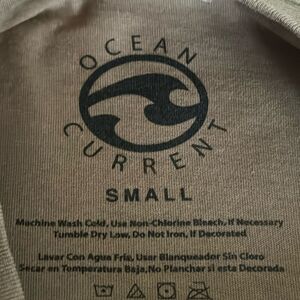 OCEAN
CURRENT
SMALL
Machine Wash Cold, Use Non-Chlorine Bleach, If Necessary
Tumble Dry Low, Do Not Iron, If Decorated
Lavar Con Agua Fria, Usar Blanqueador Sin Cloro
Secar en Temperatura Baja, No Planchar si esta Decorada